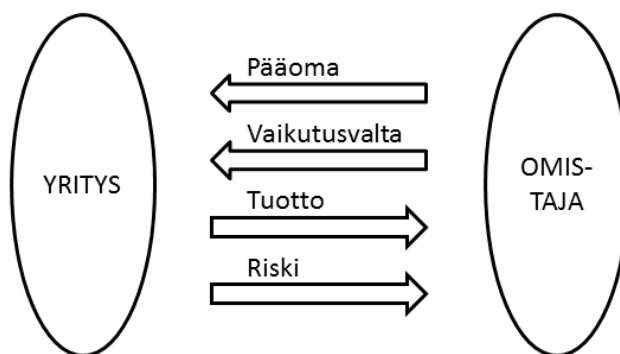 Pääoma
Vaikutusvalta
YRITYS
OMIS-
TAJA
Tuotto
Riski